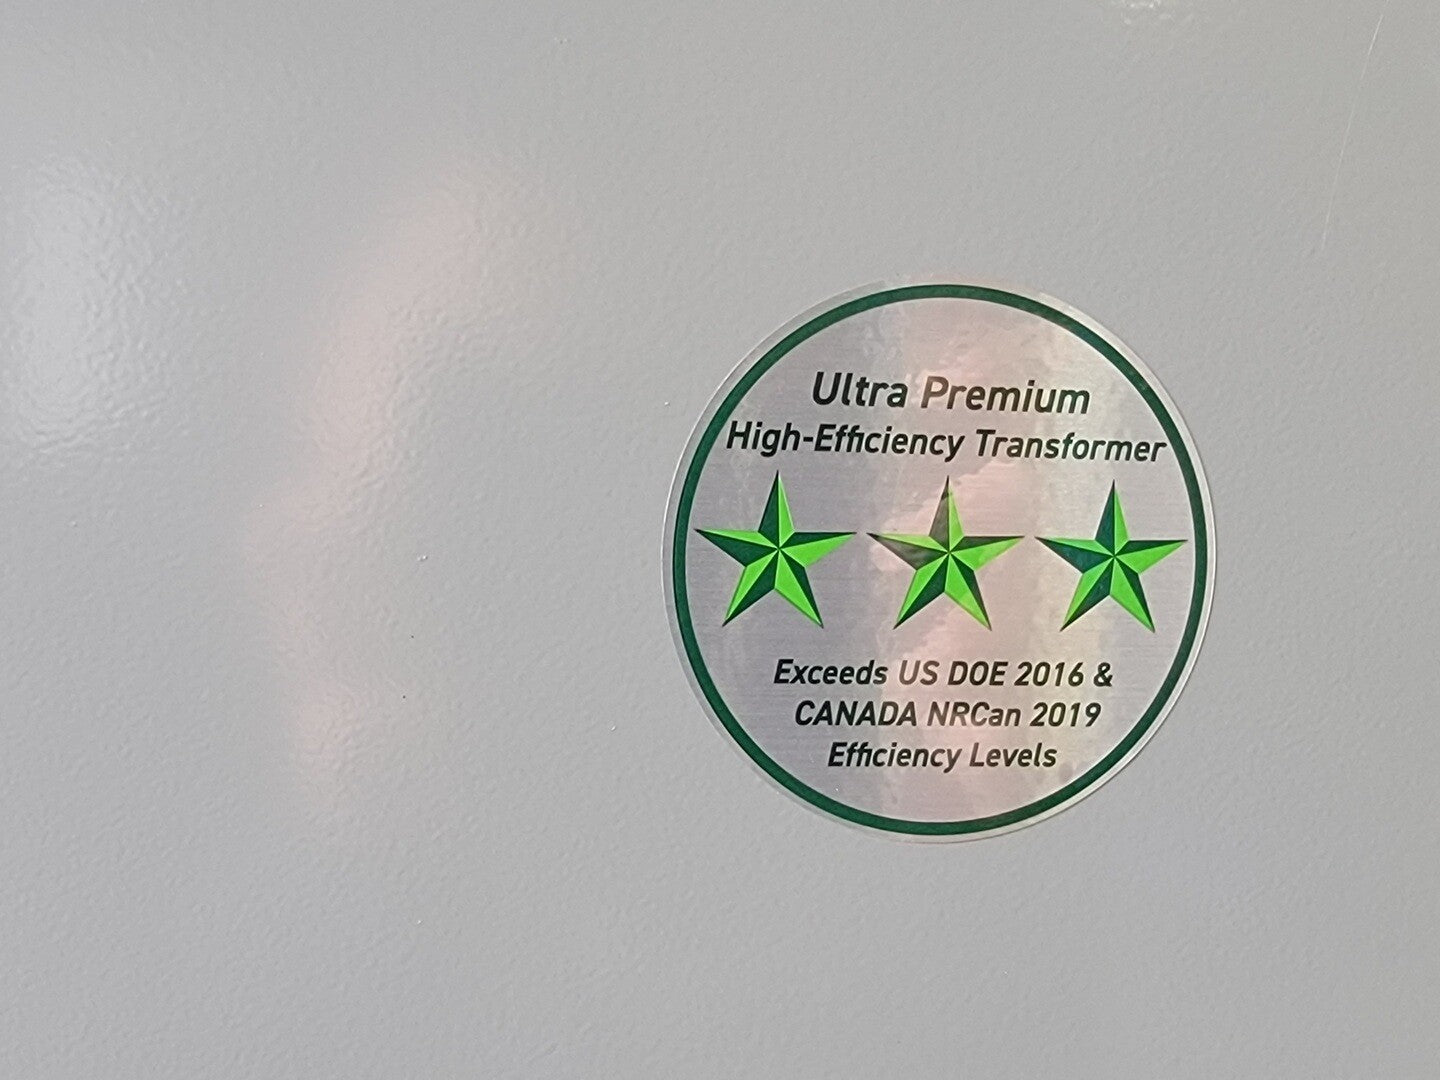 Ultra Premium
High-Efficiency Transformer
Exceeds US DOE 2016 &
CANADA NRCan 2019
Efficiency Levels